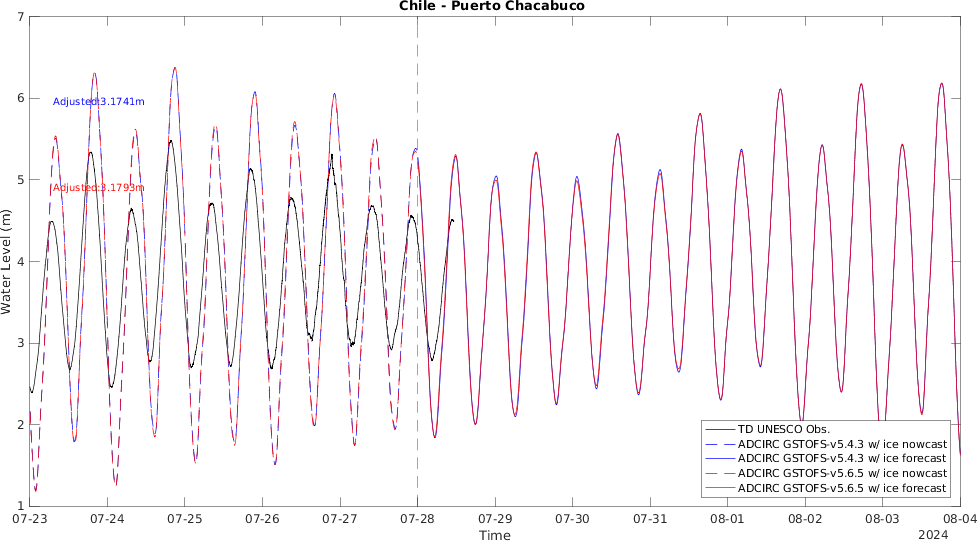 Chile - Puerto Chacabuco
7
6
5
4
3
2
1
Water Level (m)
Adjusted:3.1741m
Adjusted:3.1793m
TD UNESCO Obs.
ADCIRC GSTOFS-v5.4.3 w/ ice nowcast
ADCIRC GSTOFS-v5.4.3 w/ ice forecast
ADCIRC GSTOFS-v5.6.5 w/ ice nowcast
ADCIRC GSTOFS-v5.6.5 w/ ice forecast
07-23 07-24 07-25 07-26 07-27 07-28 07-29 07-30 07-31 08-01 08-02 08-03 08-04
Time
2024